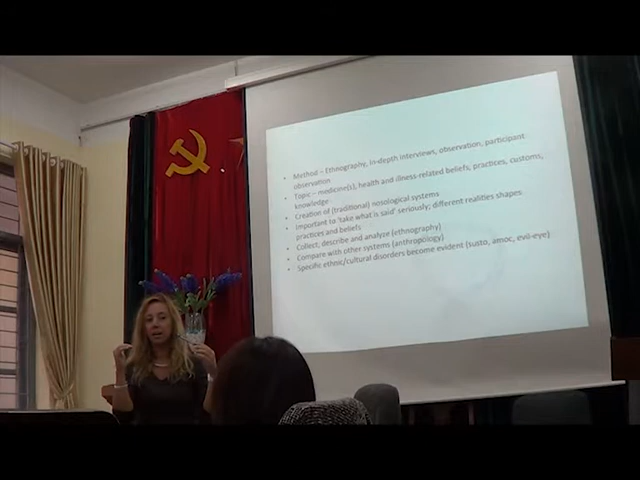 • Method – Ethnography, in-depth interviews, observation, participant
observation
• Topic – medicine(s), health and illness-related beliefs, practices, customs,
knowledge
• Creation of (traditional) nosological systems
• Important to 'take what is said' seriously; different realities shapes
practices and beliefs
• Collect, describe and analyze (ethnography)
• Compare with other systems (anthropology)
• Specific ethnic/cultural disorders become evident (susto, amoc, evil-eye)